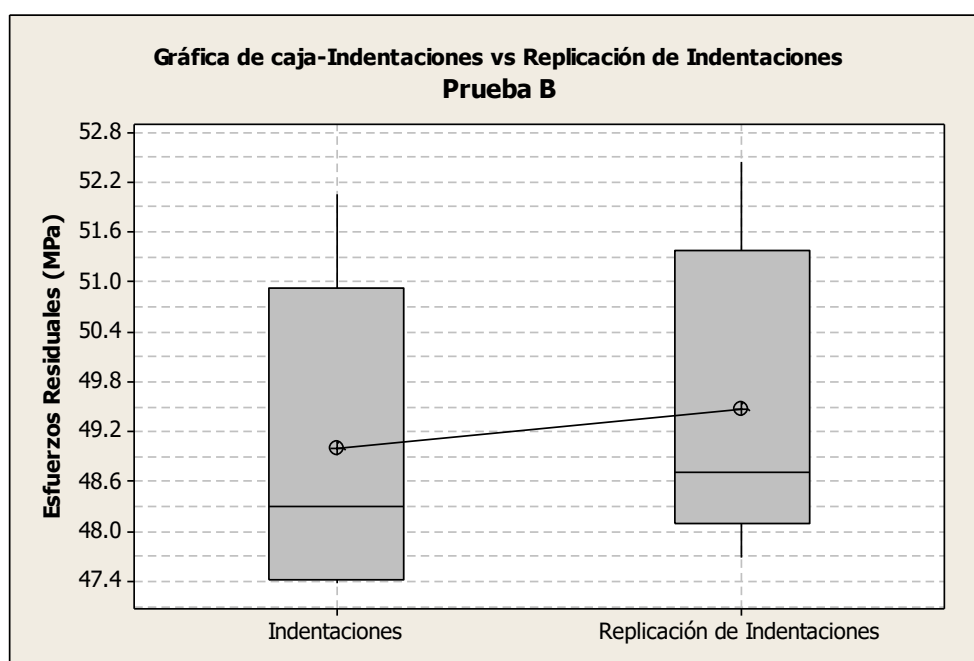 Gráfica de caja-Indentaciones vs Replicación de Indentaciones
Prueba B
Esfuerzos Residuales (MPa)
52.8
52.2
51.6
51.0
50.4
49.8
49.2
48.6
48.0
47.4
Indentaciones
Replicación de Indentaciones